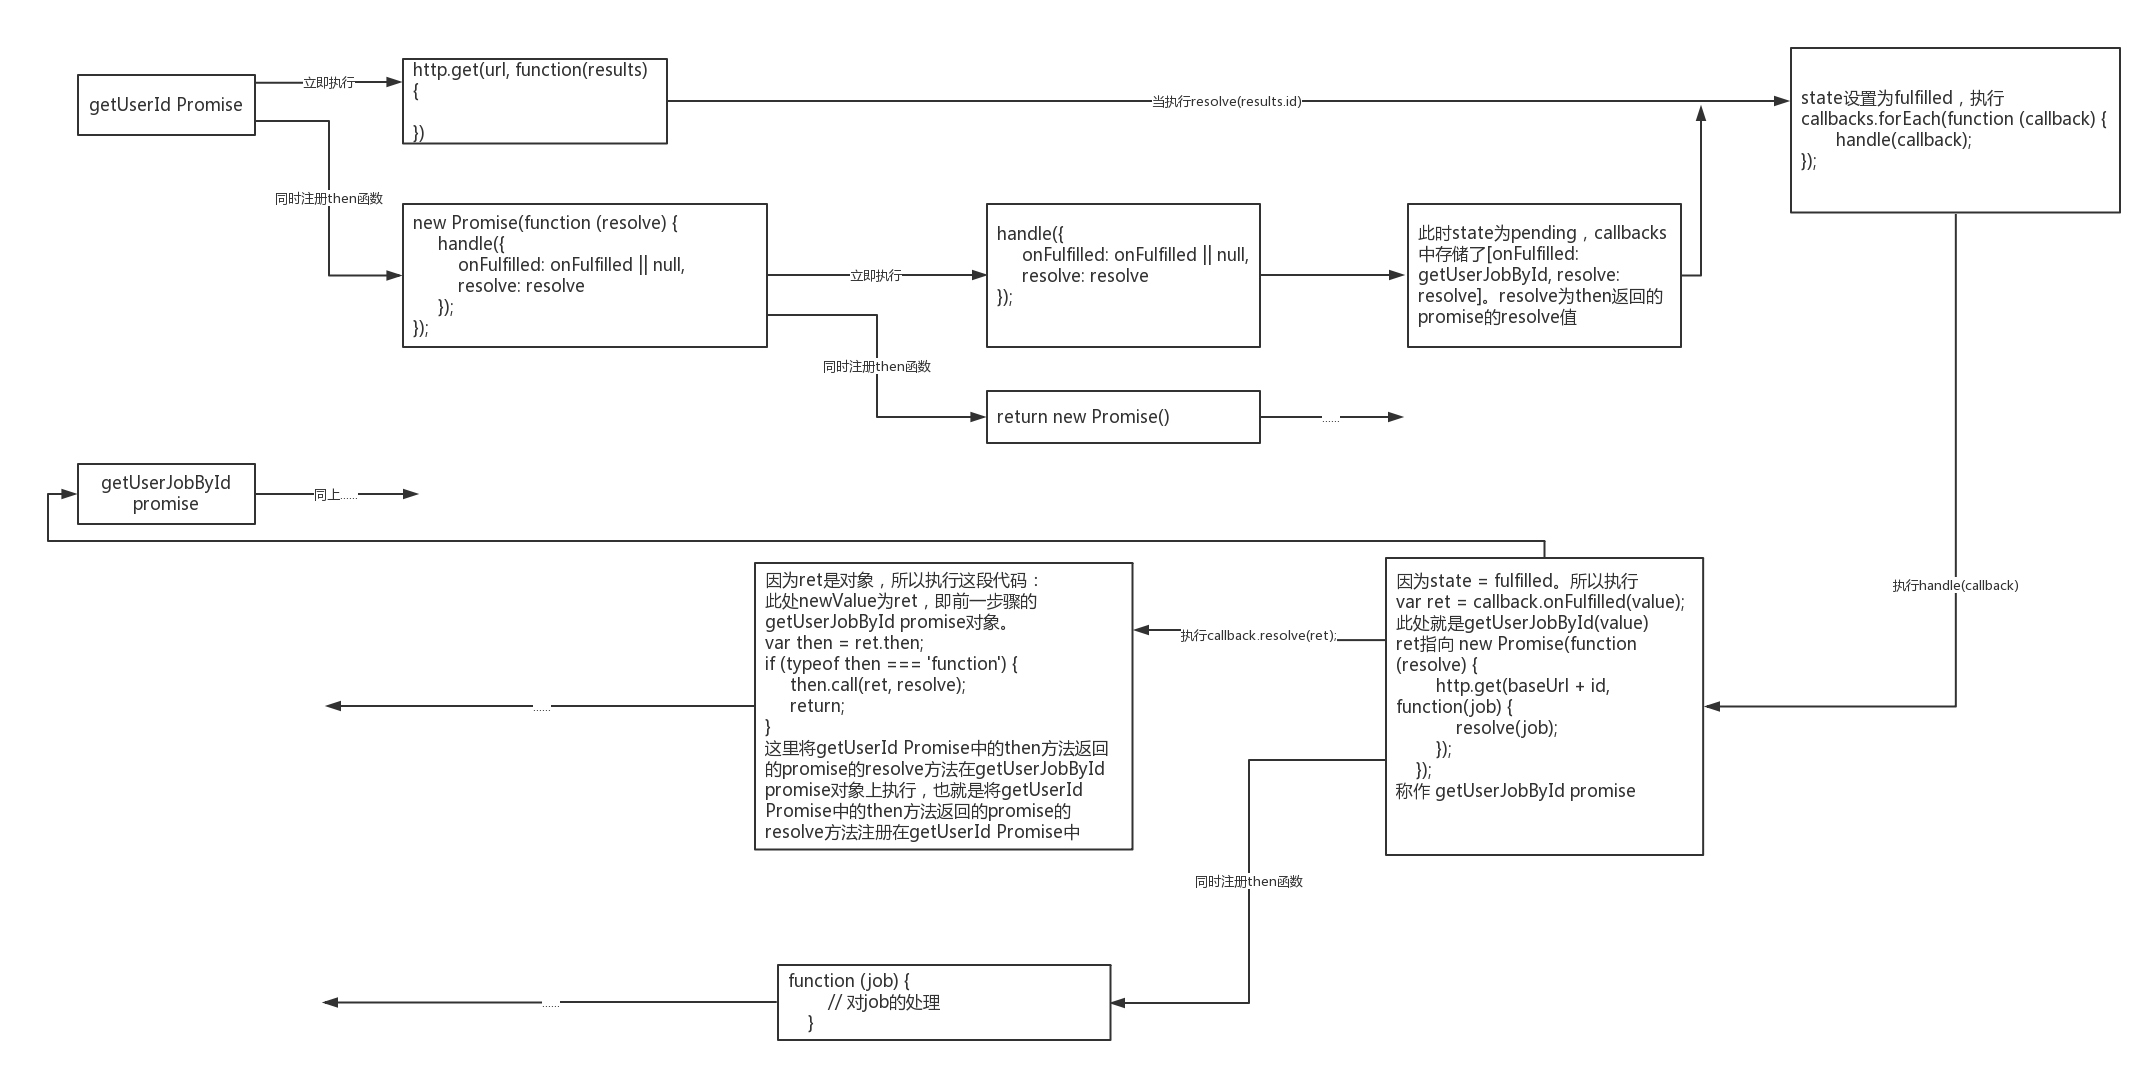 getUserId Promise
立即执行
http.get(url, function(results)
{
})
当执行resolve(results.id)
state设置为fulfilled，执行
callbacks.forEach(function (callback) {
handle(callback);
});
同时注册then函数
new Promise(function (resolve) {
handle({
onFulfilled: onFulfilled || null,
resolve: resolve
});
});
立即执行
handle({
onFulfilled: onFulfilled || null,
resolve: resolve
});
此时state为pending，callbacks
中存储了[onFulfilled:
getUserJobById, resolve:
resolve]。resolve为then返回的
promise的resolve值
同时注册then函数
return new Promise()
......
getUserJobById
promise
同上......
执行handle(callback)
因为state = fulfilled。所以执行
var ret = callback.onFulfilled(value);
此处就是getUserJobById(value)
ret指向 new Promise(function
(resolve) {
http.get(baseUrl + id,
function(job) {
resolve(job);
});
});
称作 getUserJobById promise
执行callback.resolve(ret);
因为ret是对象，所以执行这段代码：
此处newValue为ret，即前一步骤的
getUserJobById promise对象。
var then = ret.then;
if (typeof then === 'function') {
then.call(ret, resolve);
return;
}
这里将getUserId Promise中的then方法返回
的promise的resolve方法在getUserJobById
promise对象上执行，也就是将getUserId
Promise中的then方法返回的promise的
resolve方法注册在getUserId Promise中
......
同时注册then函数
function (job) {
// 对job的处理
}
......